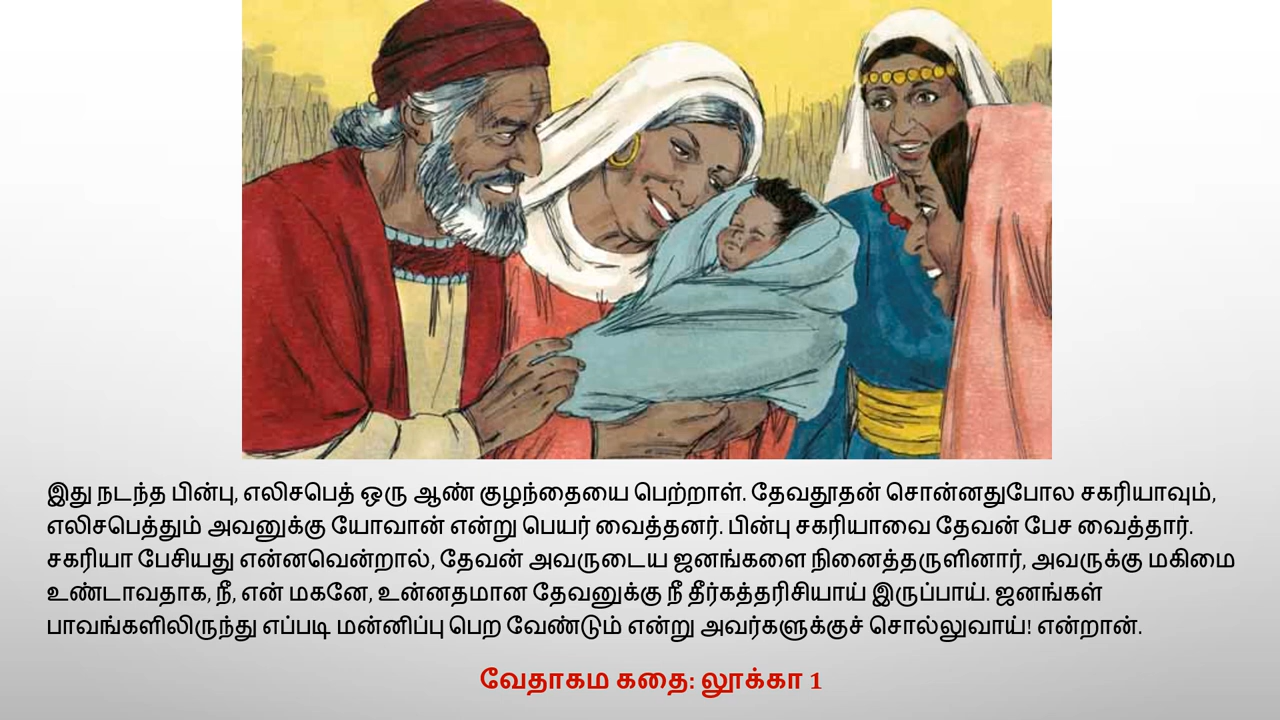 இது நடந்த பின்பு, எலிசபெத் ஒரு ஆண் குழந்தையை பெற்றாள். தேவதூதன் சொன்னதுபோல சகரியாவும்,
எலிசபெத்தும் அவனுக்கு யோவான் என்று பெயர் வைத்தனர். பின்பு சகரியாவை தேவன் பேச வைத்தார்.
சகரியா பேசியது என்னவென்றால், தேவன் அவருடைய ஜனங்களை நினைத்தருளினார், அவருக்கு மகிமை
உண்டாவதாக, நீ, என் மகனே, உன்னதமான தேவனுக்கு நீ தீர்கத்தரிசியாய் இருப்பாய். ஜனங்கள்
பாவங்களிலிருந்து எப்படி மன்னிப்பு பெற வேண்டும் என்று அவர்களுக்குச் சொல்லுவாய்! என்றான்.
வேதாகம கதை: லூக்கா 1